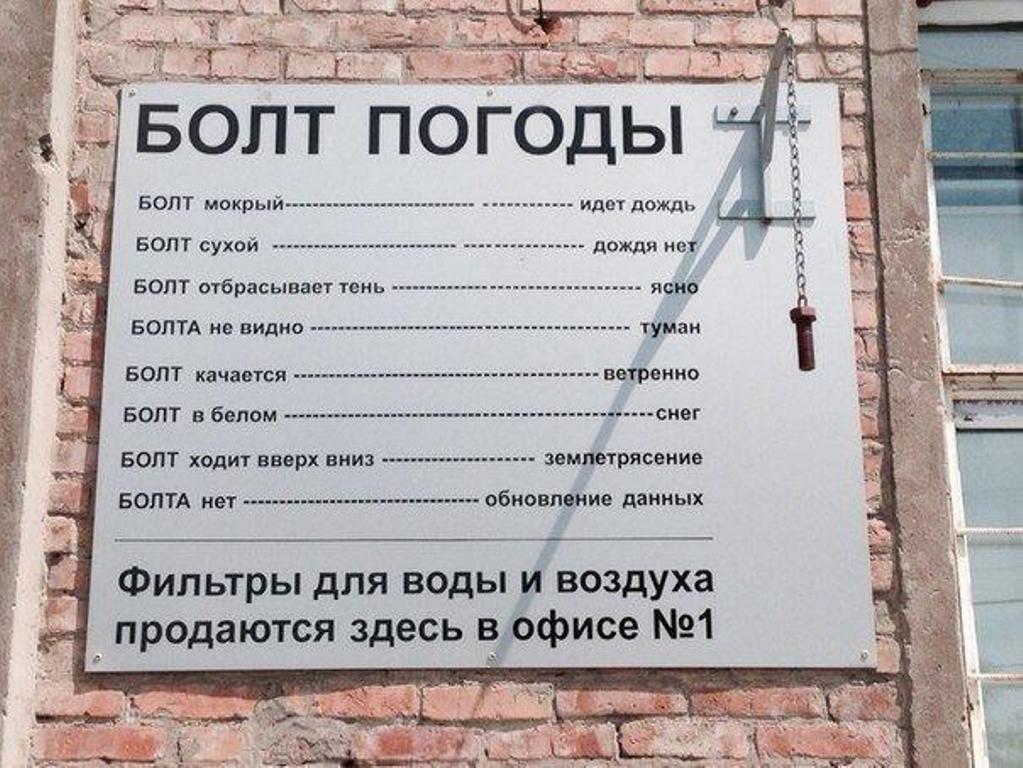 БОЛТ ПОГОДЫ
БОЛТ мокрый-------------------------------- --------------- идет дождь
БОЛТ сухой ------------------------------- --------------------- дождя нет
БОЛТ отбрасывает тень ------------------------------------------ ясно
БОЛТА не видно ------------------------------------------------------ туман
БОЛТ качается ----------------------------------------------------ветренно
БОЛТ в белом ---------------------------------------------------------------снег
БОЛТ ходит вверх вниз -------------------------- землетрясение
БОЛТА нет ----------------------------------------обновление данных
Фильтры для воды и воздуха
продаются здесь в офисе №1